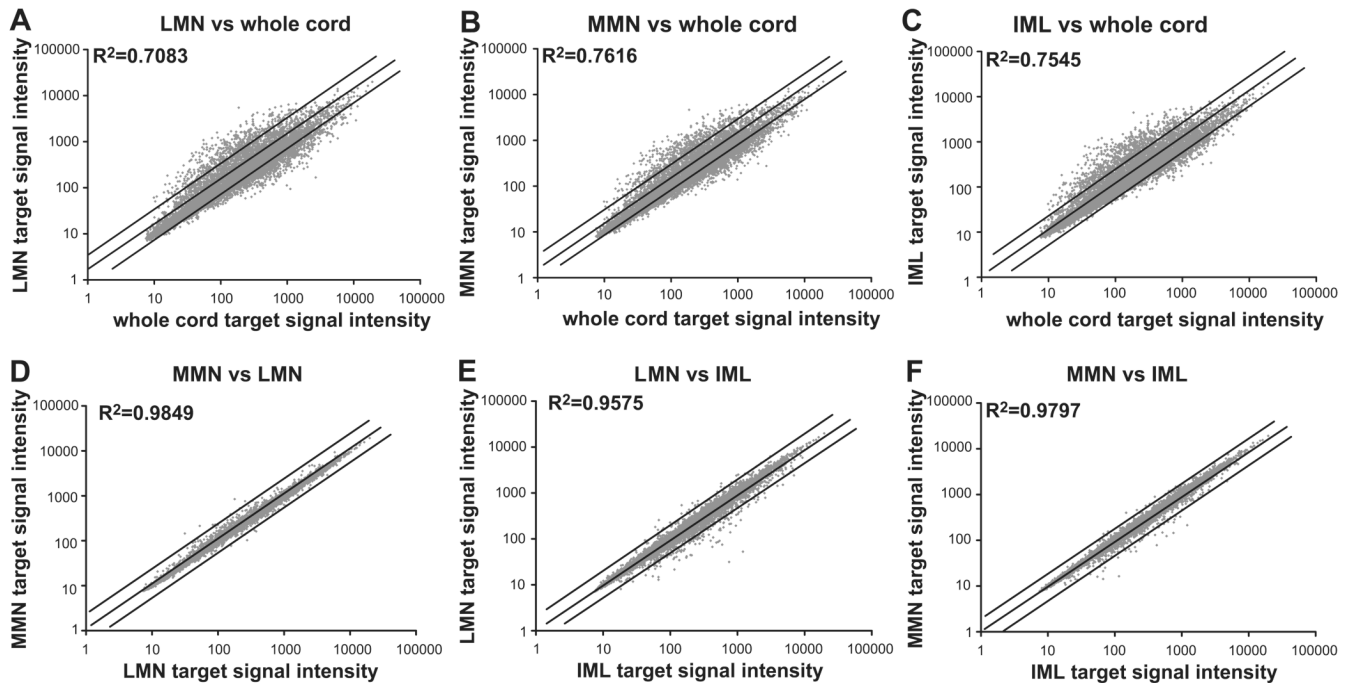 A LMN vs whole cord
R²=0.7083
LMN target signal intensity
100000
10000
1000
100
10
1
1 10 100 1000 10000 100000
whole cord target signal intensity
B MMN vs whole cord
R²=0.7616
MMN target signal intensity
100000
10000
1000
100
10
1
1 10 100 1000 10000 100000
whole cord target signal intensity
C IML vs whole cord
R²=0.7545
IML target signal intensity
100000
10000
1000
100
10
1
1 10 100 1000 10000 100000
whole cord target signal intensity
D MMN vs LMN
R²=0.9849
MMN target signal intensity
100000
10000
1000
100
10
1
1 10 100 1000 10000 100000
LMN target signal intensity
E LMN vs IML
R²=0.9575
LMN target signal intensity
100000
10000
1000
100
10
1
1 10 100 1000 10000 100000
IML target signal intensity
F MMN vs IML
R²=0.9797
MMN target signal intensity
100000
10000
1000
100
10
1
1 10 100 1000 10000 100000
IML target signal intensity